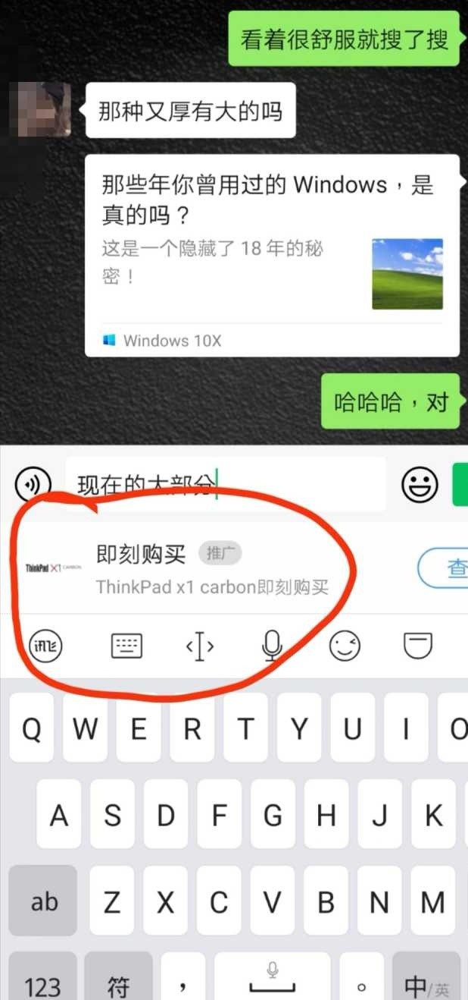 看着很舒服就搜了搜
那种又厚有大的吗
那些年你曾用过的 Windows，是
真的吗？
这是一个隐藏了 18 年的秘
密！
Windows 10X
哈哈哈，对
现在的大部分
即刻购买 推广
ThinkPad X1 CARBON
ThinkPad x1 carbon即刻购买
查
iFLY
Q W E R T Y U I O
A S D F G H J K
ab Z X C V B N M
123 符 ， 。 中/英